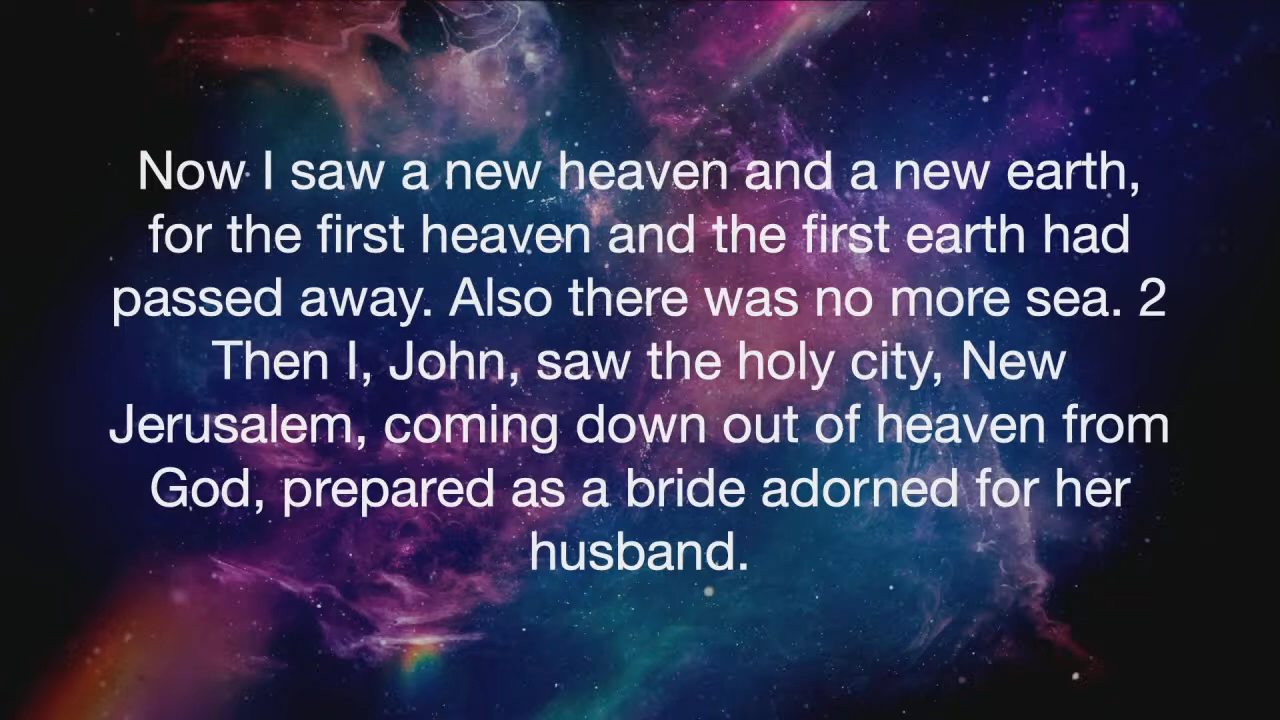 Now I saw a new heaven and a new earth,
for the first heaven and the first earth had
passed away. Also there was no more sea. 2
Then I, John, saw the holy city, New
Jerusalem, coming down out of heaven from
God, prepared as a bride adorned for her
husband.